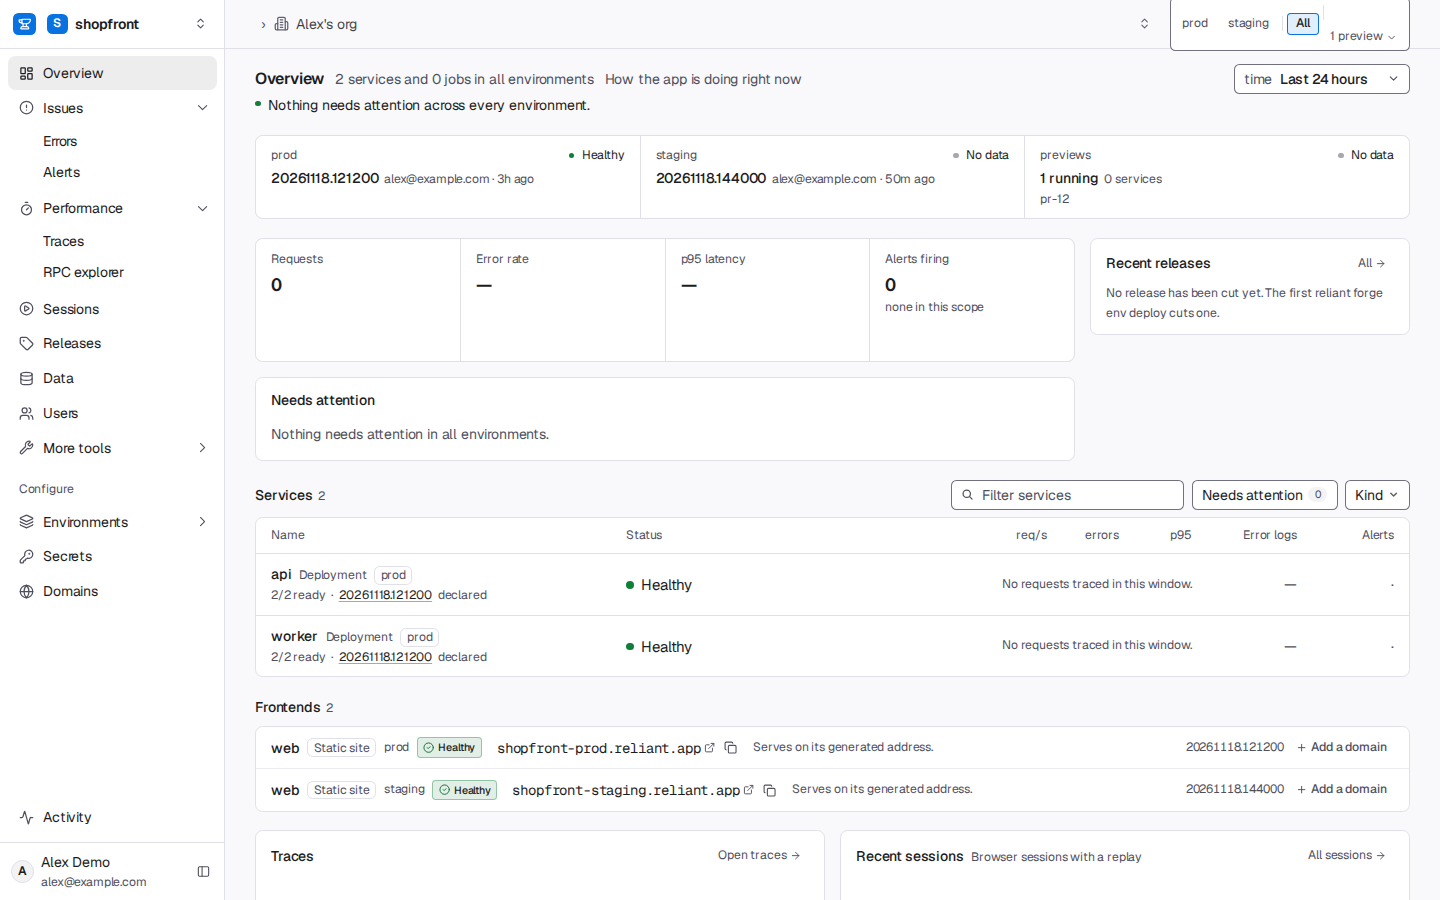 S shopfront
Alex's org
prod staging All 1 preview
Overview
Issues
Errors
Alerts
Performance
Traces
RPC explorer
Sessions
Releases
Data
Users
More tools
Configure
Environments
Secrets
Domains
Activity
A Alex Demo
alex@example.com
Overview 2 services and 0 jobs in all environments How the app is doing right now
time Last 24 hours
Nothing needs attention across every environment.
prod Healthy
20261118.121200 alex@example.com · 3h ago
staging No data
20261118.144000 alex@example.com · 50m ago
previews No data
1 running 0 services
pr-12
Requests
0
Error rate
—
p95 latency
—
Alerts firing
0
none in this scope
Recent releases All →
No release has been cut yet. The first reliant forge
env deploy cuts one.
Needs attention
Nothing needs attention in all environments.
Services 2
Filter services
Needs attention 0
Kind
Name Status req/s errors p95 Error logs Alerts
api Deployment prod
2/2 ready · 20261118.121200 declared
Healthy
No requests traced in this window. — ·
worker Deployment prod
2/2 ready · 20261118.121200 declared
Healthy
No requests traced in this window. — ·
Frontends 2
web Static site prod Healthy shopfront-prod.reliant.app Serves on its generated address. 20261118.121200 + Add a domain
web Static site staging Healthy shopfront-staging.reliant.app Serves on its generated address. 20261118.144000 + Add a domain
Traces Open traces →
Recent sessions Browser sessions with a replay All sessions →